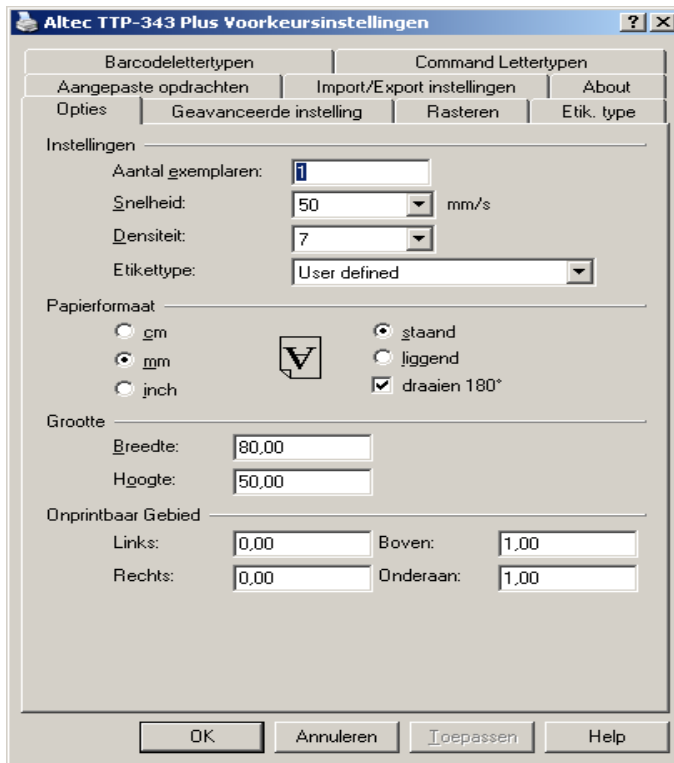 Altec TTP-343 Plus Voorkeursinstellingen
Barcodelettertypen Command Lettertypen
Aangepaste opdrachten Import/Export instellingen About
Opties Geavanceerde instelling Rasteren Etik. type
Instellingen
Aantal exemplaren: 1
Snelheid: 50 mm/s
Densiteit: 7
Etikettype: User defined
Papierformaat
cm staand
mm A liggend
inch draaien 180°
Grootte
Breedte: 80,00
Hoogte: 50,00
Onprintbaar Gebied
Links: 0,00 Boven: 1,00
Rechts: 0,00 Onderaan: 1,00
OK Annuleren Toepassen Help